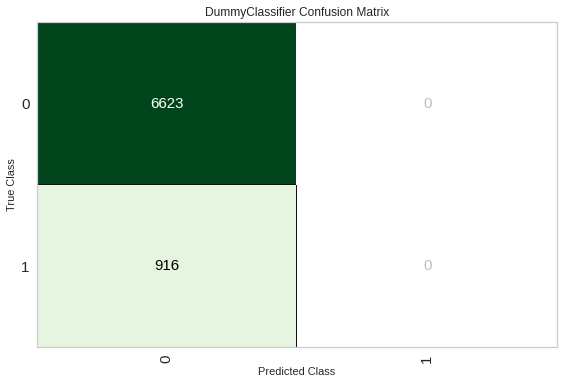 DummyClassifier Confusion Matrix
0
6623
0
True Class
1
916
0
0
1
Predicted Class